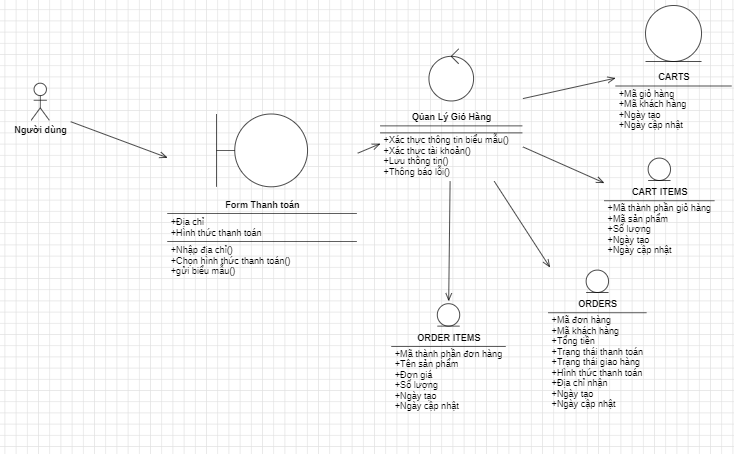 Người dùng
Form Thanh toán
+Địa chỉ
+Hình thức thanh toán
+Nhập địa chỉ()
+Chọn hình thức thanh toán()
+gửi biểu mẫu()
Quản Lý Giỏ Hàng
+Xác thực thông tin biểu mẫu()
+Xác thực tài khoản()
+Lưu thông tin()
+Thông báo lỗi()
CARTS
+Mã giỏ hàng
+Mã khách hàng
+Ngày tạo
+Ngày cập nhật
CART ITEMS
+Mã thành phần giỏ hàng
+Mã sản phẩm
+Số lượng
+Ngày tạo
+Ngày cập nhật
ORDERS
+Mã đơn hàng
+Mã khách hàng
+Tổng tiền
+Trạng thái thanh toán
+Trạng thái giao hàng
+Hình thức thanh toán
+Địa chỉ nhận
+Ngày tạo
+Ngày cập nhật
ORDER ITEMS
+Mã thành phần đơn hàng
+Tên sản phẩm
+Đơn giá
+Số lượng
+Ngày tạo
+Ngày cập nhật